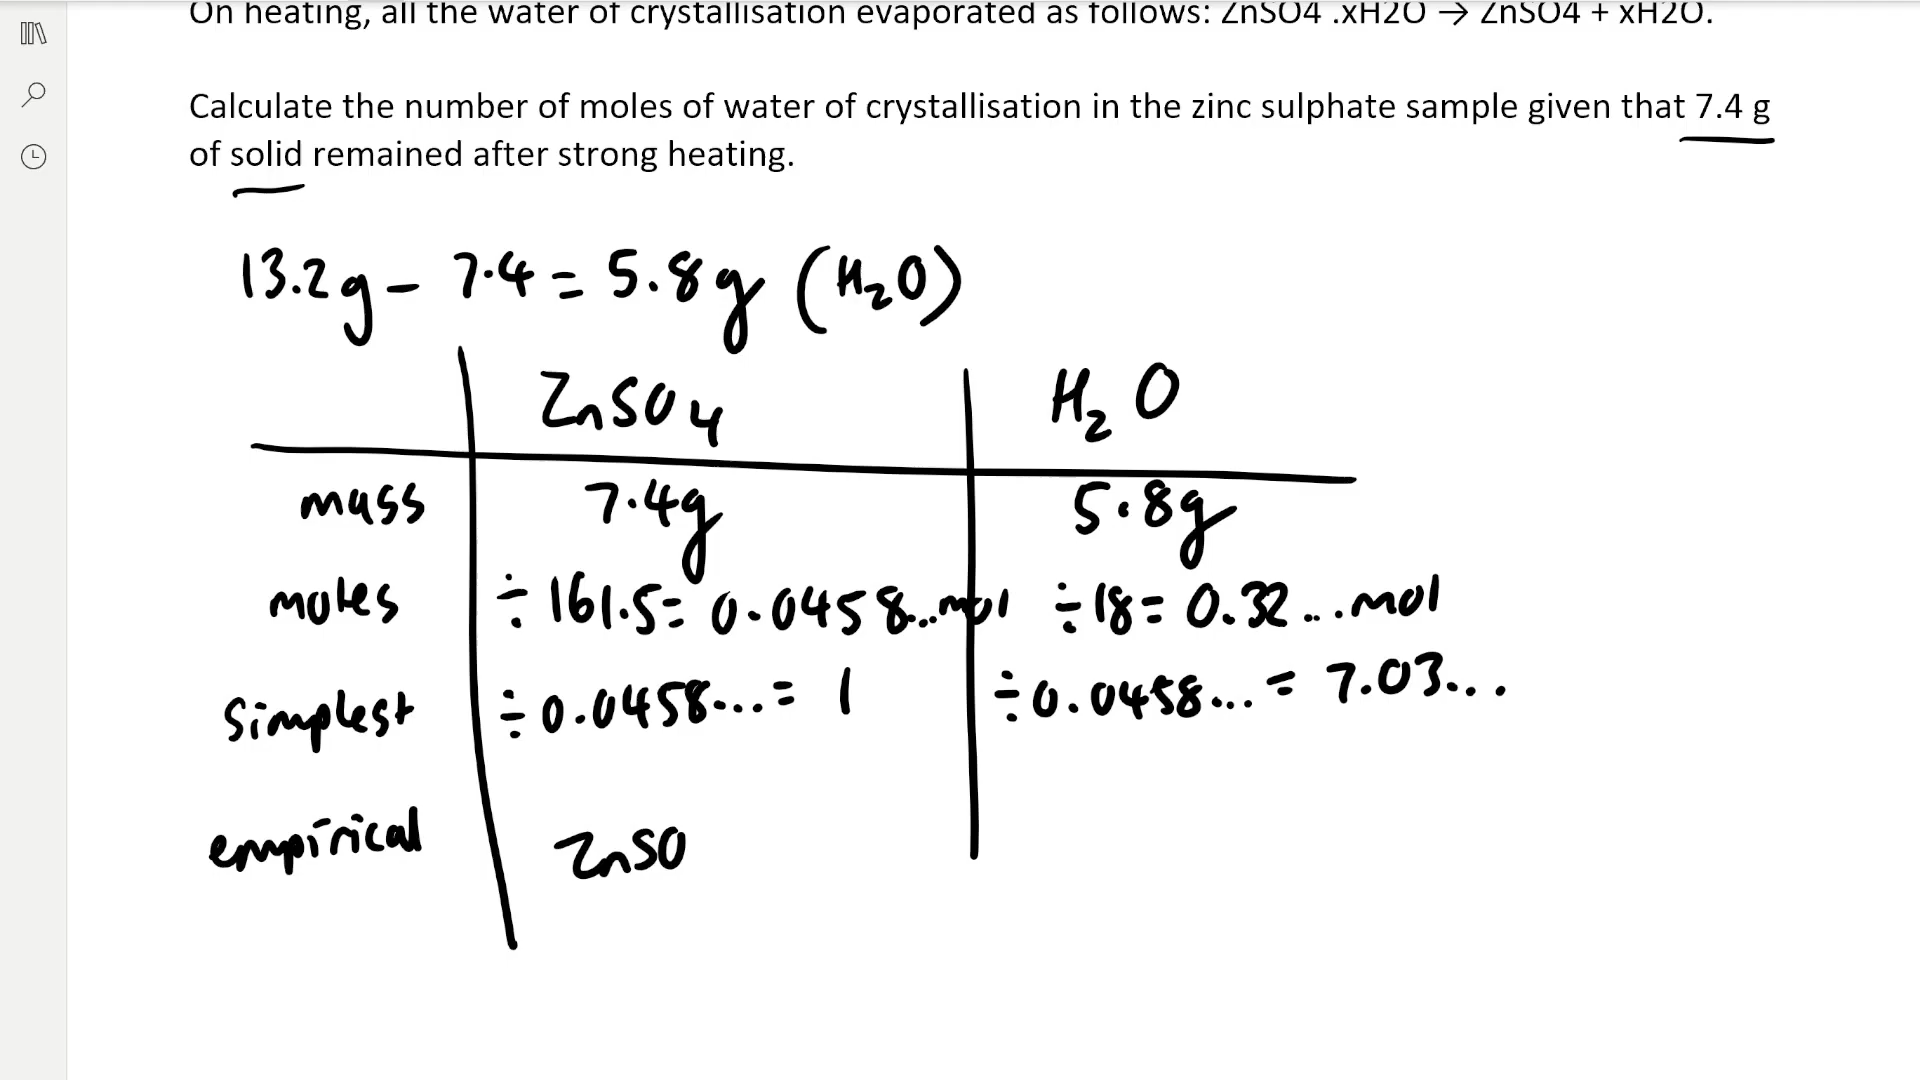 On heating, all the water of crystallisation evaporated as follows: ZnSO4 .xH2O → ZnSO4 + xH2O.
Calculate the number of moles of water of crystallisation in the zinc sulphate sample given that 7.4 g
of solid remained after strong heating.
13.2g - 7.4 = 5.8g (H₂O)
ZnSO₄ H₂O
mass 7.4g 5.8g
moles ÷ 161.5 = 0.0458...mol ÷ 18 = 0.32...mol
Simplest ÷ 0.0458... = 1 ÷ 0.0458... = 7.03...
empirical ZnSO